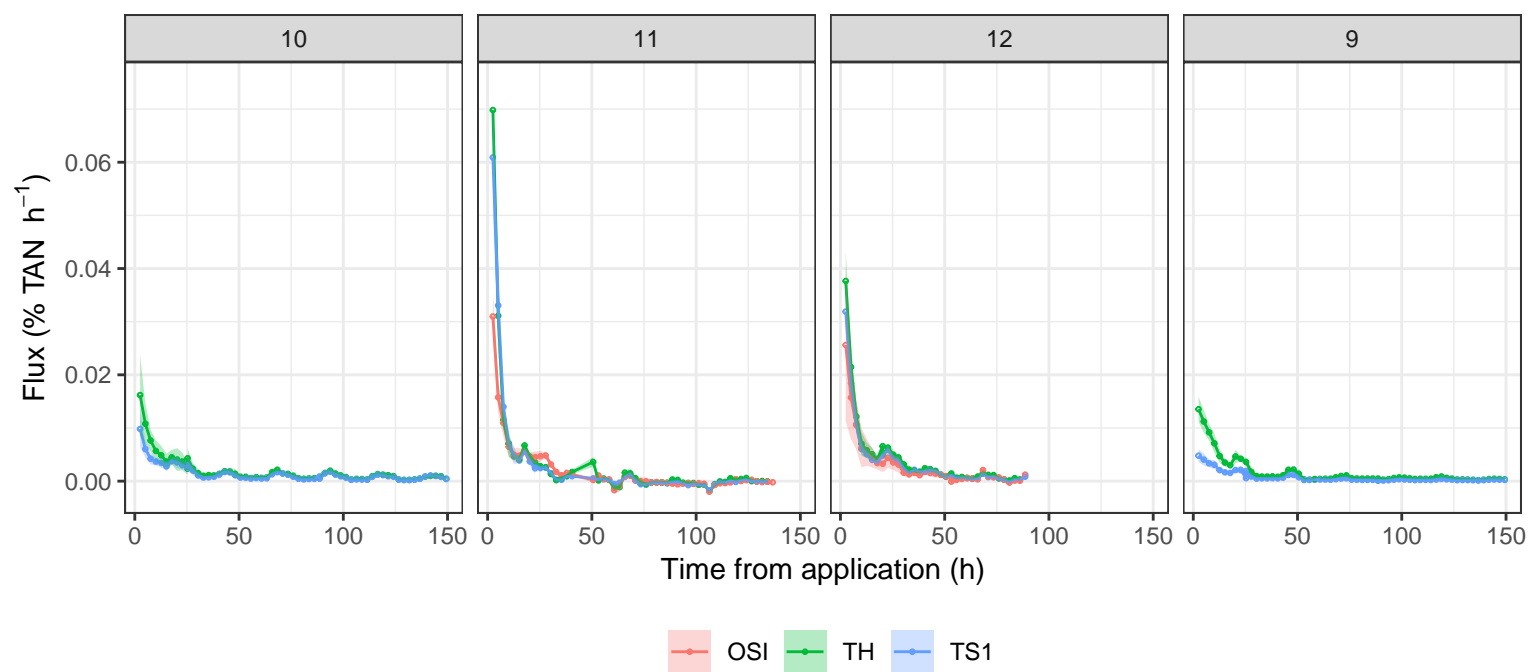 10 11 12 9
Flux (% TAN h⁻¹)
0.06
0.04
0.02
0.00
0 50 100 150 0 50 100 150 0 50 100 150 0 50 100 150
Time from application (h)
OSI TH TS1